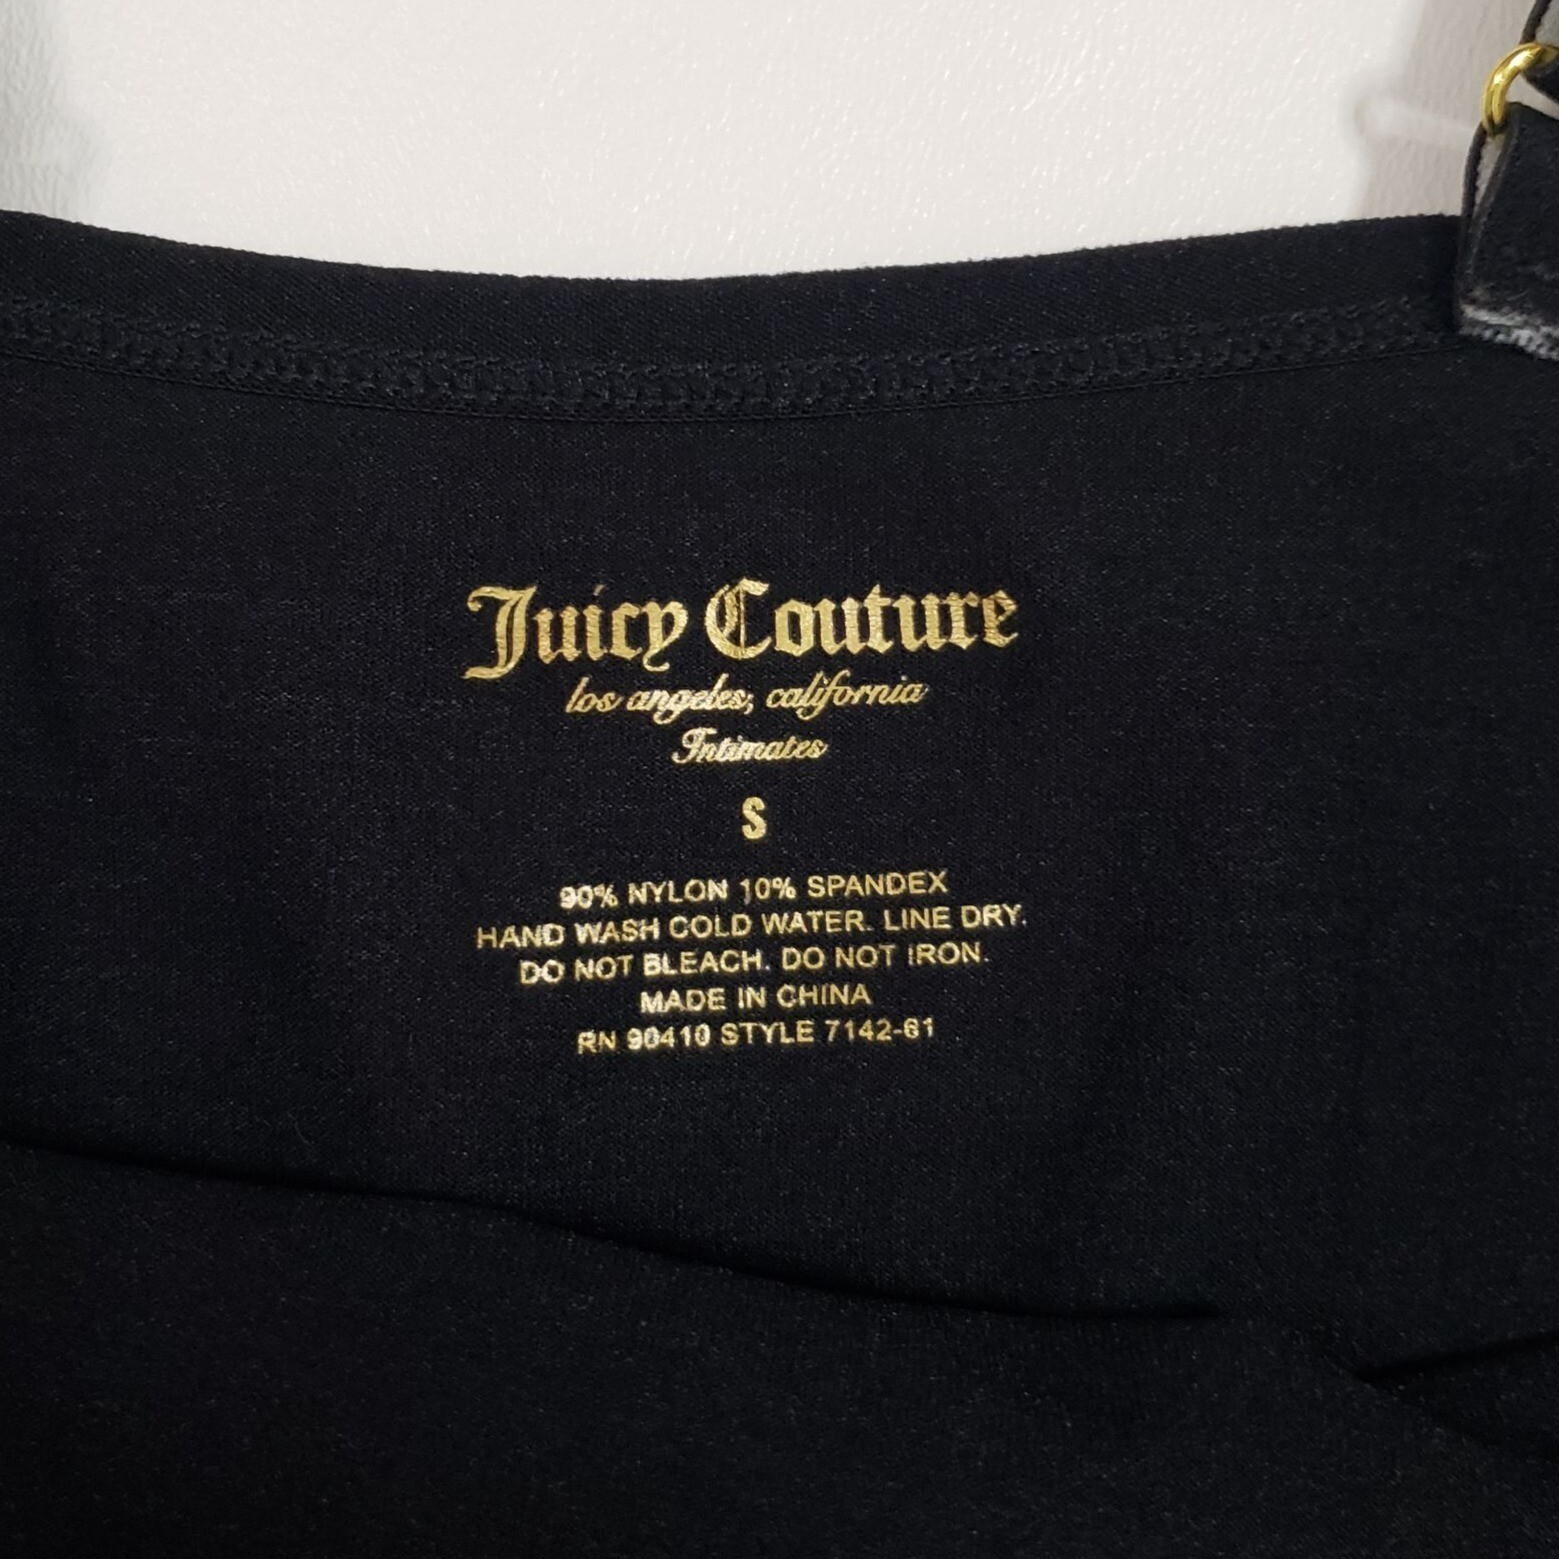 Juicy Couture
los angeles, california
Intimates
S
90% NYLON 10% SPANDEX
HAND WASH COLD WATER. LINE DRY.
DO NOT BLEACH. DO NOT IRON.
MADE IN CHINA
RN 90410 STYLE 7142-61